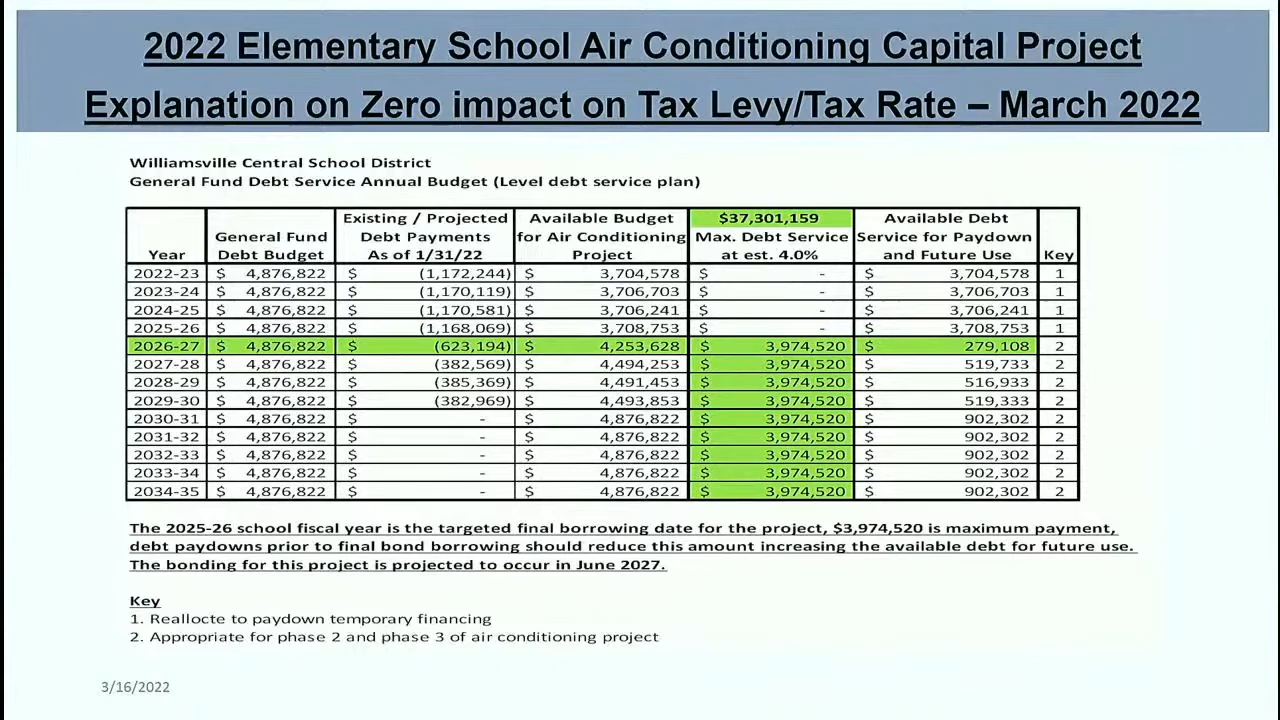 2022 Elementary School Air Conditioning Capital Project
Explanation on Zero impact on Tax Levy/Tax Rate – March 2022
Williamsville Central School District
General Fund Debt Service Annual Budget (Level debt service plan)
Year | General Fund Debt Budget | Existing / Projected Debt Payments As of 1/31/22 | Available Budget for Air Conditioning Project | $37,301,159 Max. Debt Service at est. 4.0% | Available Debt Service for Paydown and Future Use | Key
2022-23 | $ 4,876,822 | $ (1,172,244) | $ 3,704,578 | $ - | $ 3,704,578 | 1
2023-24 | $ 4,876,822 | $ (1,170,119) | $ 3,706,703 | $ - | $ 3,706,703 | 1
2024-25 | $ 4,876,822 | $ (1,170,581) | $ 3,706,241 | $ - | $ 3,706,241 | 1
2025-26 | $ 4,876,822 | $ (1,168,069) | $ 3,708,753 | $ - | $ 3,708,753 | 1
2026-27 | $ 4,876,822 | $ (623,194) | $ 4,253,628 | $ 3,974,520 | $ 279,108 | 2
2027-28 | $ 4,876,822 | $ (382,569) | $ 4,494,253 | $ 3,974,520 | $ 519,733 | 2
2028-29 | $ 4,876,822 | $ (385,369) | $ 4,491,453 | $ 3,974,520 | $ 516,933 | 2
2029-30 | $ 4,876,822 | $ (382,969) | $ 4,493,853 | $ 3,974,520 | $ 519,333 | 2
2030-31 | $ 4,876,822 | $ - | $ 4,876,822 | $ 3,974,520 | $ 902,302 | 2
2031-32 | $ 4,876,822 | $ - | $ 4,876,822 | $ 3,974,520 | $ 902,302 | 2
2032-33 | $ 4,876,822 | $ - | $ 4,876,822 | $ 3,974,520 | $ 902,302 | 2
2033-34 | $ 4,876,822 | $ - | $ 4,876,822 | $ 3,974,520 | $ 902,302 | 2
2034-35 | $ 4,876,822 | $ - | $ 4,876,822 | $ 3,974,520 | $ 902,302 | 2
The 2025-26 school fiscal year is the targeted final borrowing date for the project, $3,974,520 is maximum payment,
debt paydowns prior to final bond borrowing should reduce this amount increasing the available debt for future use.
The bonding for this project is projected to occur in June 2027.
Key
1. Reallocte to paydown temporary financing
2. Appropriate for phase 2 and phase 3 of air conditioning project
3/16/2022